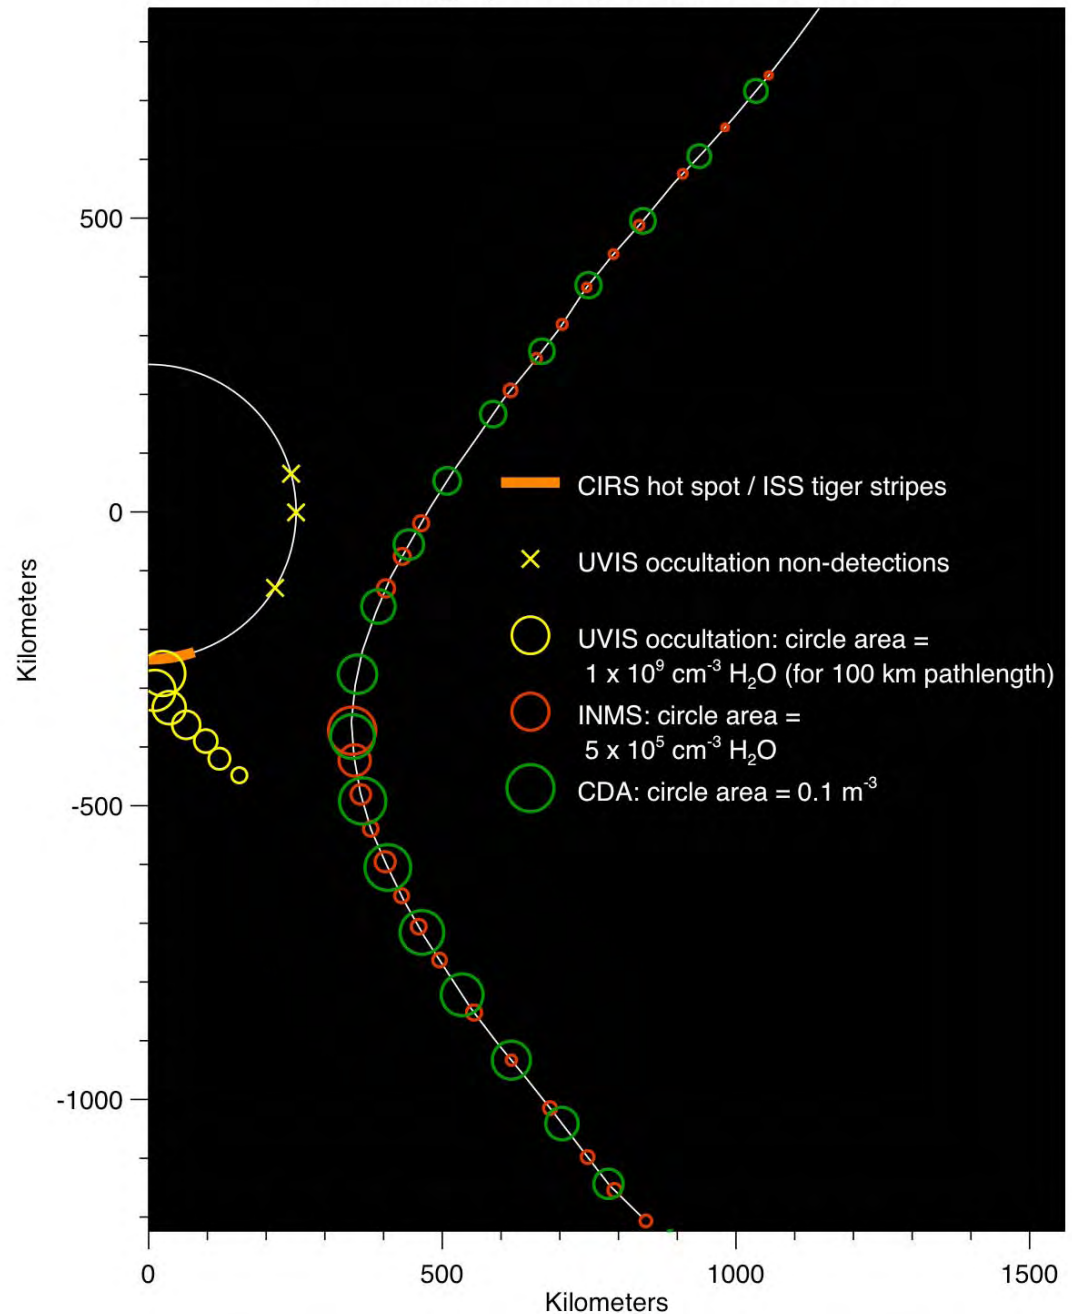 500
0
-500
-1000
Kilometers
CIRS hot spot / ISS tiger stripes
UVIS occultation non-detections
UVIS occultation: circle area =
1 x 10⁹ cm⁻³ H₂O (for 100 km pathlength)
INMS: circle area =
5 x 10⁵ cm⁻³ H₂O
CDA: circle area = 0.1 m⁻³
0 500 1000 1500
Kilometers